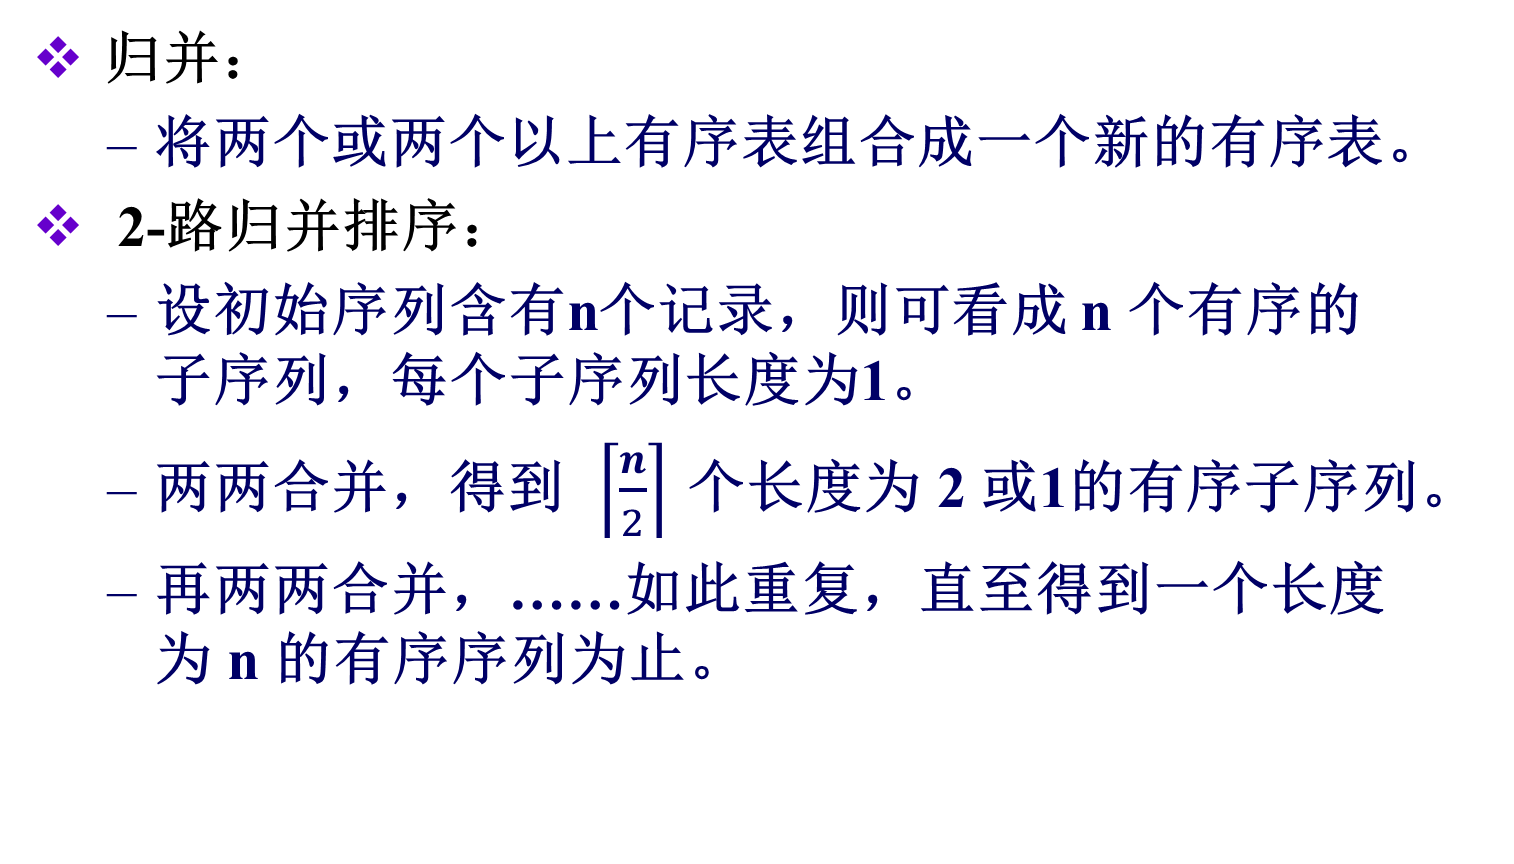 ❖ 归并：
– 将两个或两个以上有序表组合成一个新的有序表。
❖ 2-路归并排序：
– 设初始序列含有n个记录，则可看成 n 个有序的
子序列，每个子序列长度为1。
– 两两合并，得到 ⌈n/2⌉ 个长度为 2 或1的有序子序列。
– 再两两合并，……如此重复，直至得到一个长度
为 n 的有序序列为止。